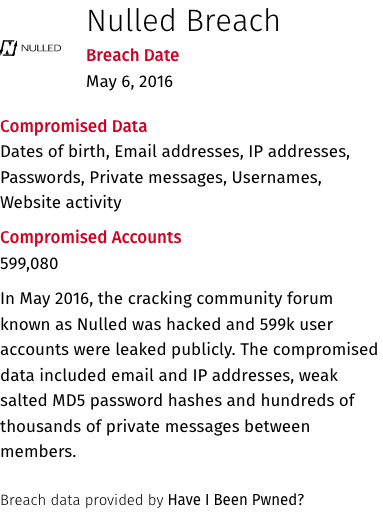 Nulled Breach
NULLED
Breach Date
May 6, 2016
Compromised Data
Dates of birth, Email addresses, IP addresses,
Passwords, Private messages, Usernames,
Website activity
Compromised Accounts
599,080
In May 2016, the cracking community forum
known as Nulled was hacked and 599k user
accounts were leaked publicly. The compromised
data included email and IP addresses, weak
salted MD5 password hashes and hundreds of
thousands of private messages between
members.
Breach data provided by Have I Been Pwned?